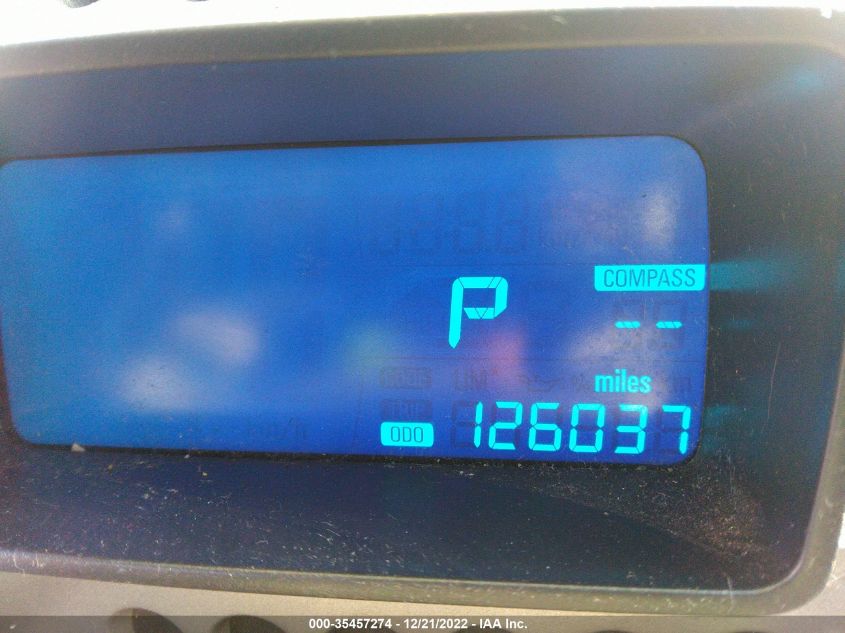 P
COMPASS
--
miles
ODO 126037
000-35457274 - 12/21/2022 - IAA Inc.